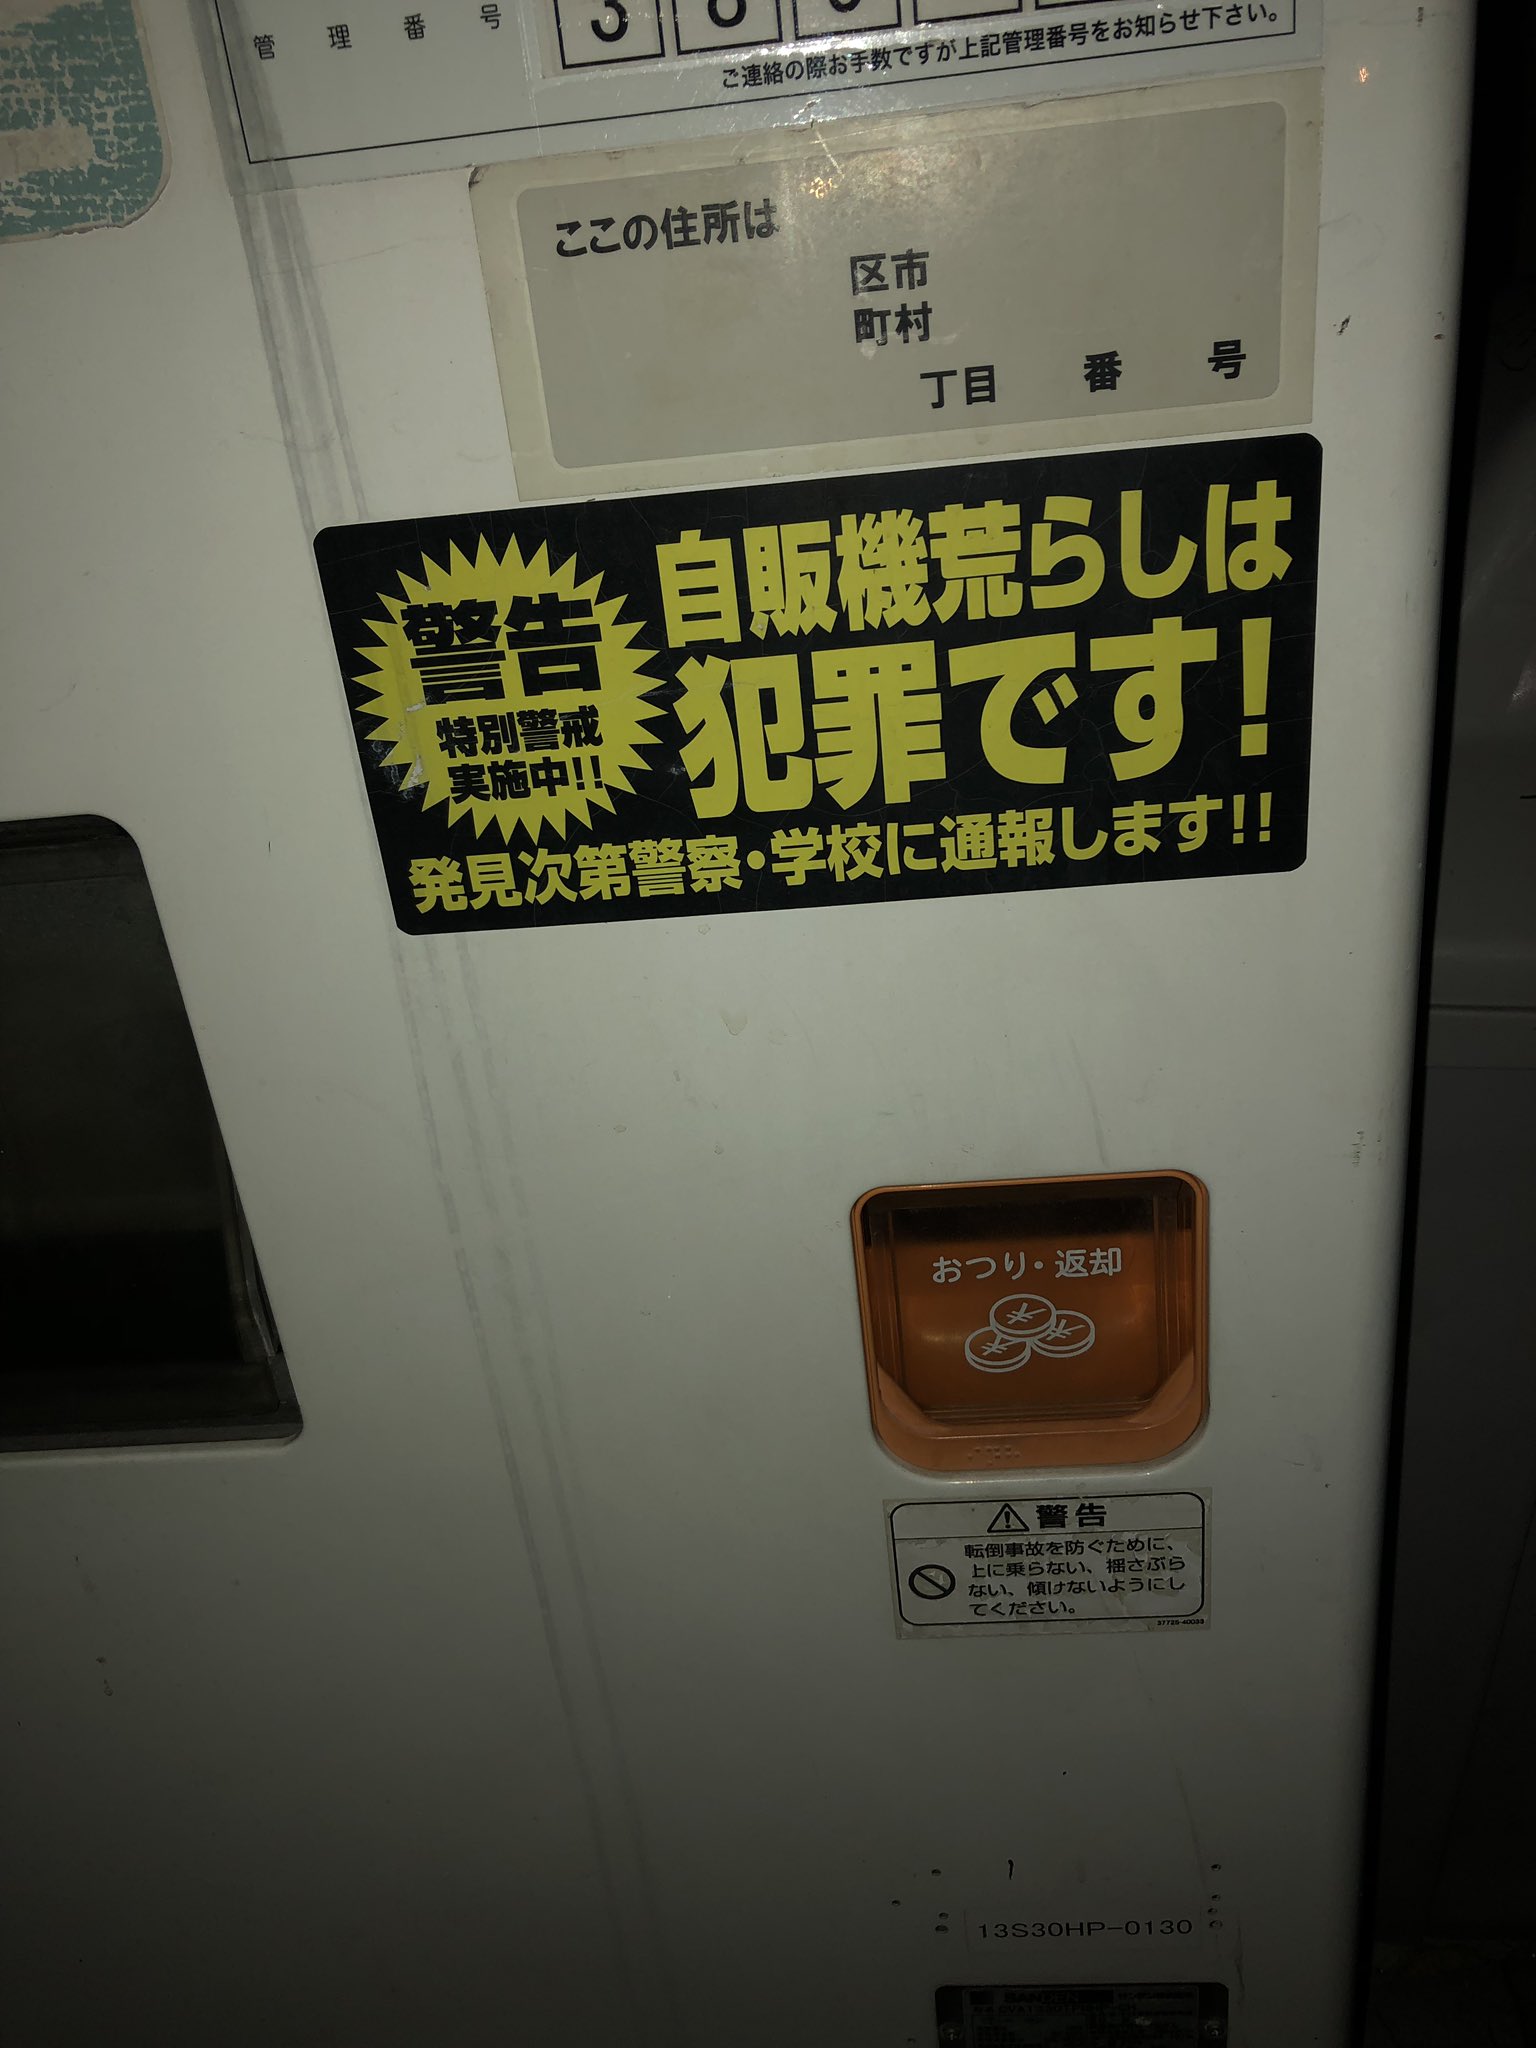 管理番号
ご連絡の際お手数ですが上記管理番号をお知らせ下さい。
ここの住所は
区市
町村
丁目 番 号
警告
特別警戒
実施中!!
自販機荒らしは
犯罪です!
発見次第警察・学校に通報します!!
おつり・返却
警告
転倒事故を防ぐために、
上に乗らない、揺さぶら
ない、傾けないようにし
てください。
37725-40033
13S30HP-0130